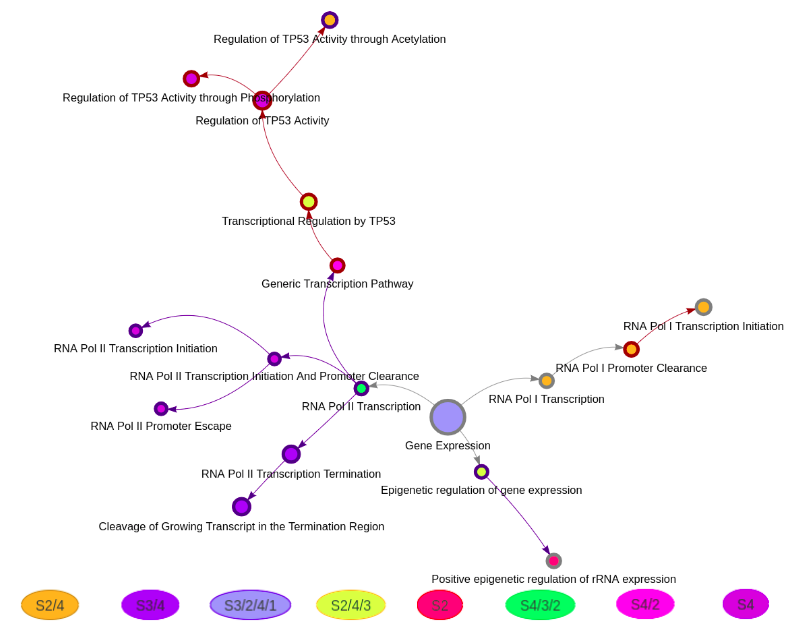 Regulation of TP53 Activity through Acetylation
Regulation of TP53 Activity through Phosphorylation
Regulation of TP53 Activity
Transcriptional Regulation by TP53
Generic Transcription Pathway
RNA Pol I Transcription Initiation
RNA Pol II Transcription Initiation
RNA Pol I Promoter Clearance
RNA Pol II Transcription Initiation And Promoter Clearance
RNA Pol I Transcription
RNA Pol II Transcription
RNA Pol II Promoter Escape
Gene Expression
RNA Pol II Transcription Termination
Epigenetic regulation of gene expression
Cleavage of Growing Transcript in the Termination Region
Positive epigenetic regulation of rRNA expression
S2/4 S3/4 S3/2/4/1 S2/4/3 S2 S4/3/2 S4/2 S4